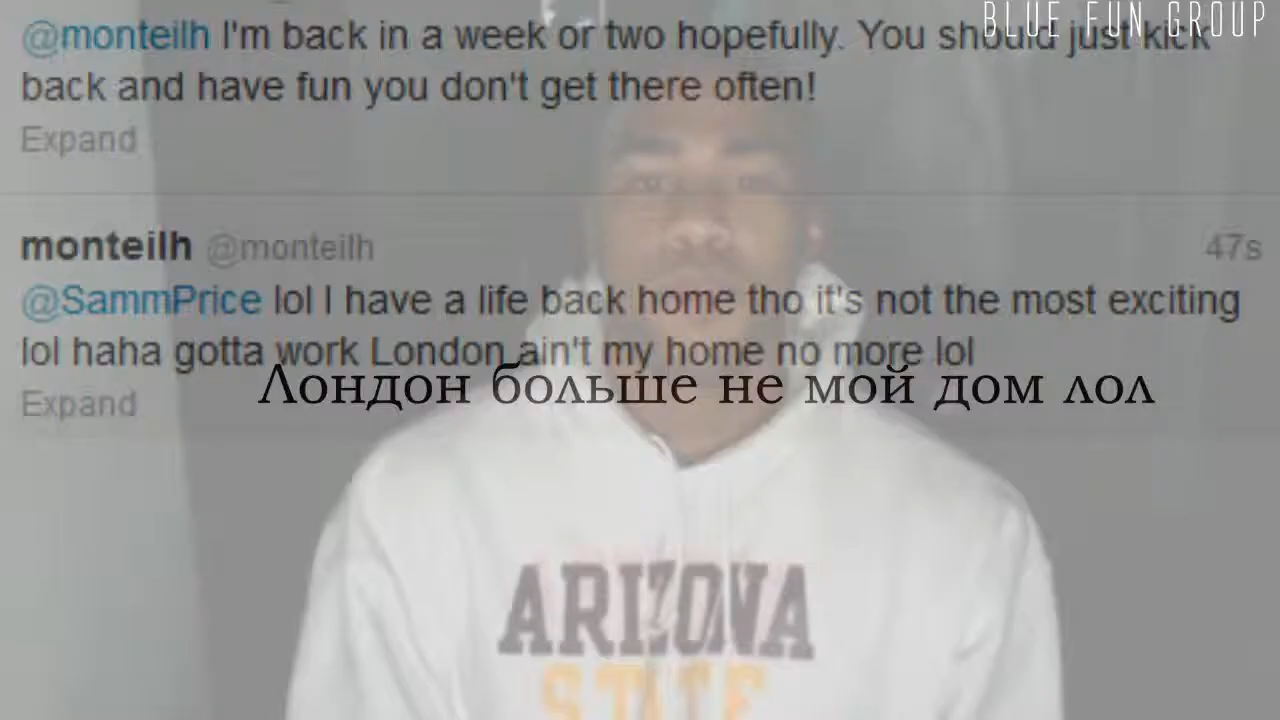 BLUE FUN GROUP
@monteilh I'm back in a week or two hopefully. You should just kick
back and have fun you don't get there often!
Expand
monteilh @monteilh 47s
@SammPrice lol I have a life back home tho it's not the most exciting
lol haha gotta work London ain't my home no more lol
Лондон больше не мой дом лол
Expand
ARIZONA
STATE